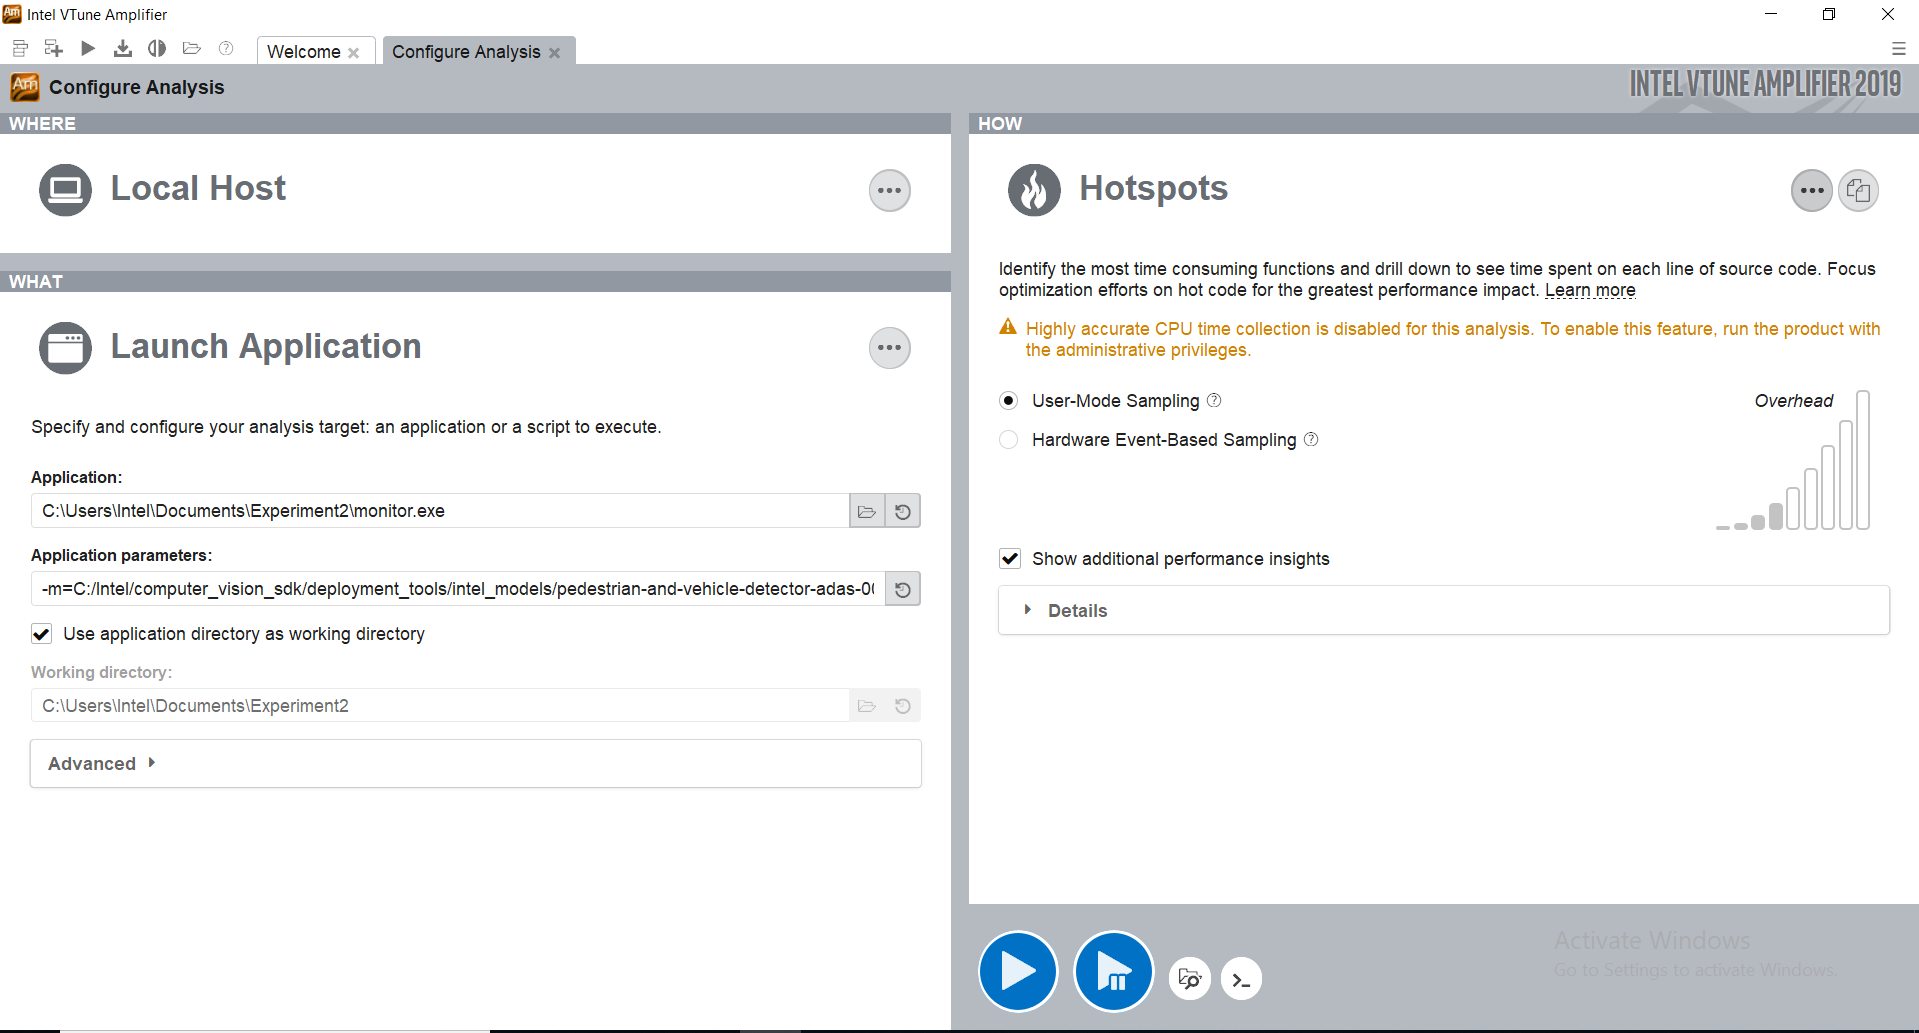 Intel VTune Amplifier
Welcome
Configure Analysis
Configure Analysis
INTEL VTUNE AMPLIFIER 2019
WHERE
Local Host
WHAT
Launch Application
Specify and configure your analysis target: an application or a script to execute.
Application:
C:\Users\Intel\Documents\Experiment2\monitor.exe
Application parameters:
-m=C:/Intel/computer_vision_sdk/deployment_tools/intel_models/pedestrian-and-vehicle-detector-adas-00
Use application directory as working directory
Working directory:
C:\Users\Intel\Documents\Experiment2
Advanced
HOW
Hotspots
Identify the most time consuming functions and drill down to see time spent on each line of source code. Focus
optimization efforts on hot code for the greatest performance impact. Learn more
Highly accurate CPU time collection is disabled for this analysis. To enable this feature, run the product with
the administrative privileges.
User-Mode Sampling
Overhead
Hardware Event-Based Sampling
Show additional performance insights
Details
Activate Windows
Go to Settings to activate Windows.